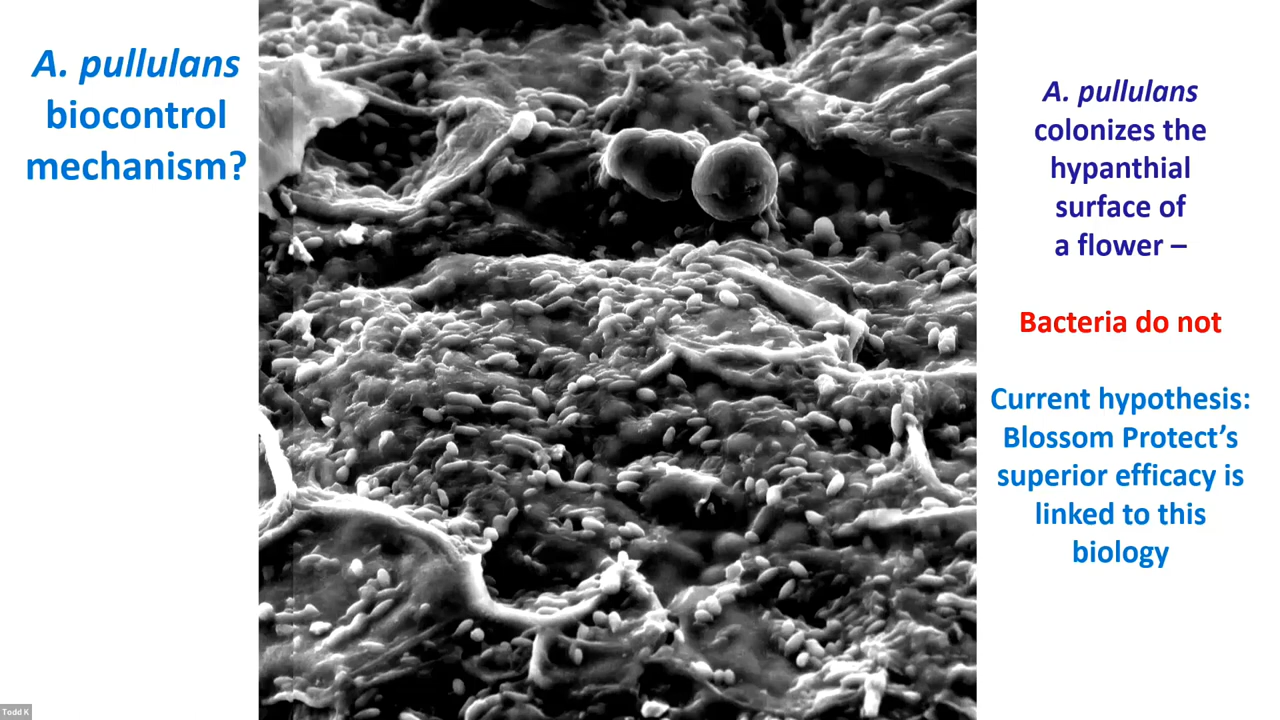 A. pullulans
biocontrol
mechanism?
A. pullulans
colonizes the
hypanthial
surface of
a flower –
Bacteria do not
Current hypothesis:
Blossom Protect’s
superior efficacy is
linked to this
biology
Todd K